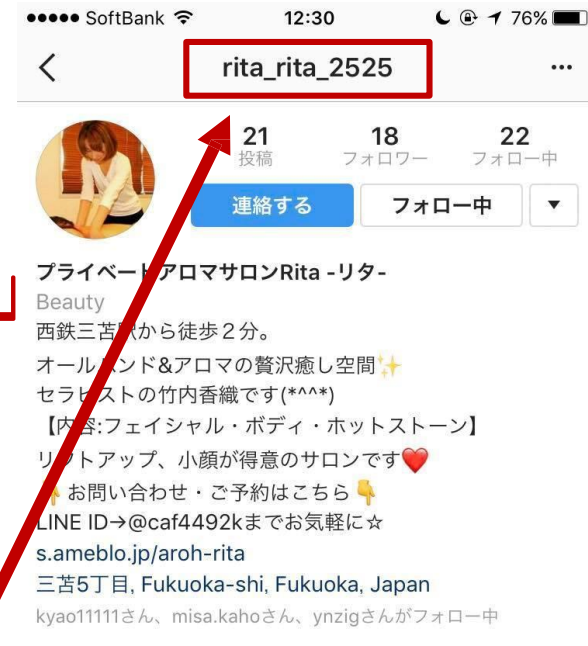 SoftBank 12:30 76%
rita_rita_2525
21 18 22
投稿 フォロワー フォロー中
連絡する フォロー中
プライベートアロマサロンRita -リタ-
Beauty
西鉄三苫駅から徒歩２分。
オールハンド&アロマの贅沢癒し空間✨
セラピストの竹内香織です(*^^*)
【内容:フェイシャル・ボディ・ホットストーン】
リフトアップ、小顔が得意のサロンです❤️
👇お問い合わせ・ご予約はこちら👇
LINE ID→@caf4492kまでお気軽に☆
s.ameblo.jp/aroh-rita
三苫5丁目, Fukuoka-shi, Fukuoka, Japan
kyao11111さん、misa.kahoさん、ynzigさんがフォロー中